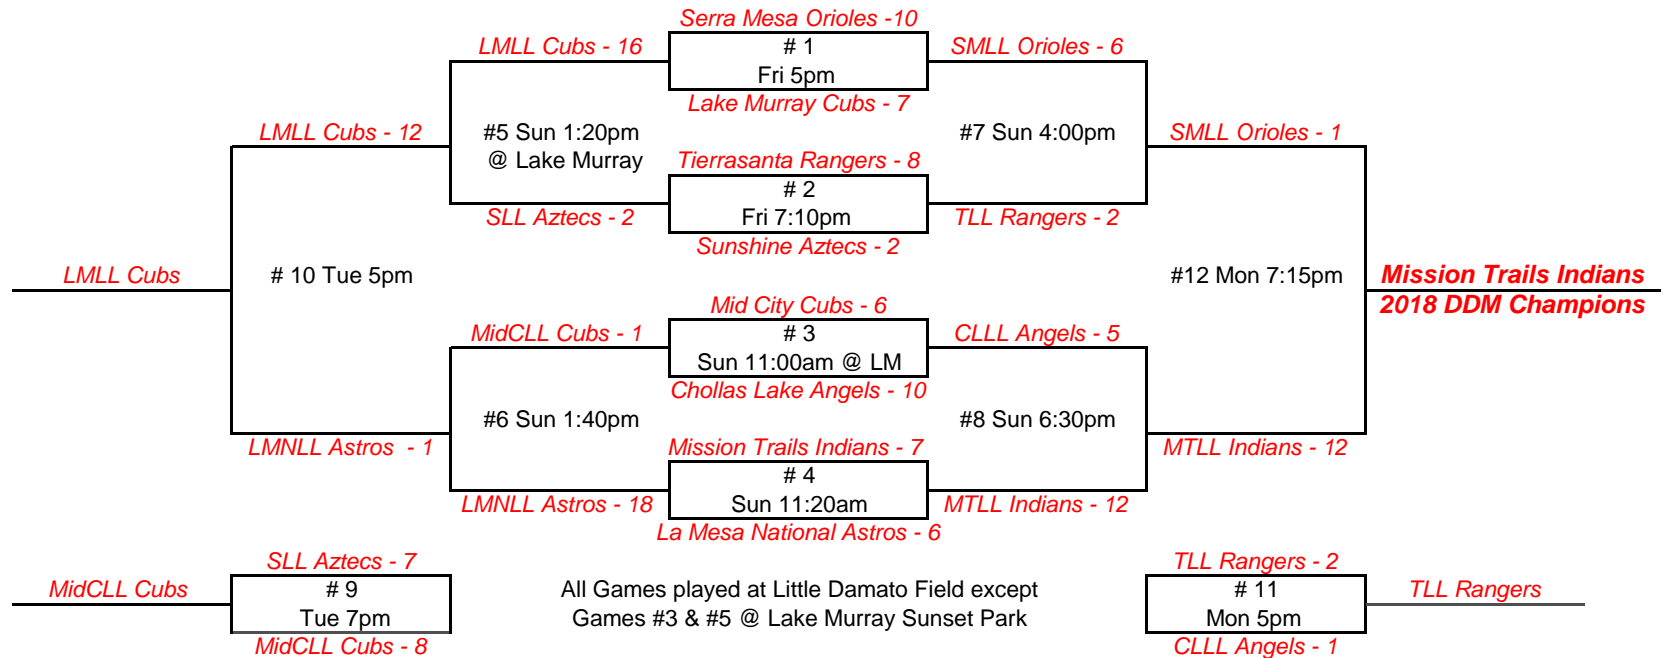 Serra Mesa Orioles -10
LMLL Cubs - 16
# 1
SMLL Orioles - 6
Fri 5pm
Lake Murray Cubs - 7
LMLL Cubs - 12
#5 Sun 1:20pm
@ Lake Murray
#7 Sun 4:00pm
SMLL Orioles - 1
Tierrasanta Rangers - 8
# 2
SLL Aztecs - 2
Fri 7:10pm
TLL Rangers - 2
Sunshine Aztecs - 2
LMLL Cubs
# 10 Tue 5pm
#12 Mon 7:15pm
Mission Trails Indians
2018 DDM Champions
Mid City Cubs - 6
MidCLL Cubs - 1
# 3
CLLL Angels - 5
Sun 11:00am @ LM
Chollas Lake Angels - 10
#6 Sun 1:40pm
#8 Sun 6:30pm
LMNLL Astros  - 1
Mission Trails Indians - 7
MTLL Indians - 12
# 4
LMNLL Astros - 18
Sun 11:20am
MTLL Indians - 12
La Mesa National Astros - 6
SLL Aztecs - 7
MidCLL Cubs
# 9
Tue 7pm
MidCLL Cubs - 8
All Games played at Little Damato Field except
Games #3 & #5 @ Lake Murray Sunset Park
TLL Rangers - 2
# 11
TLL Rangers
Mon 5pm
CLLL Angels - 1